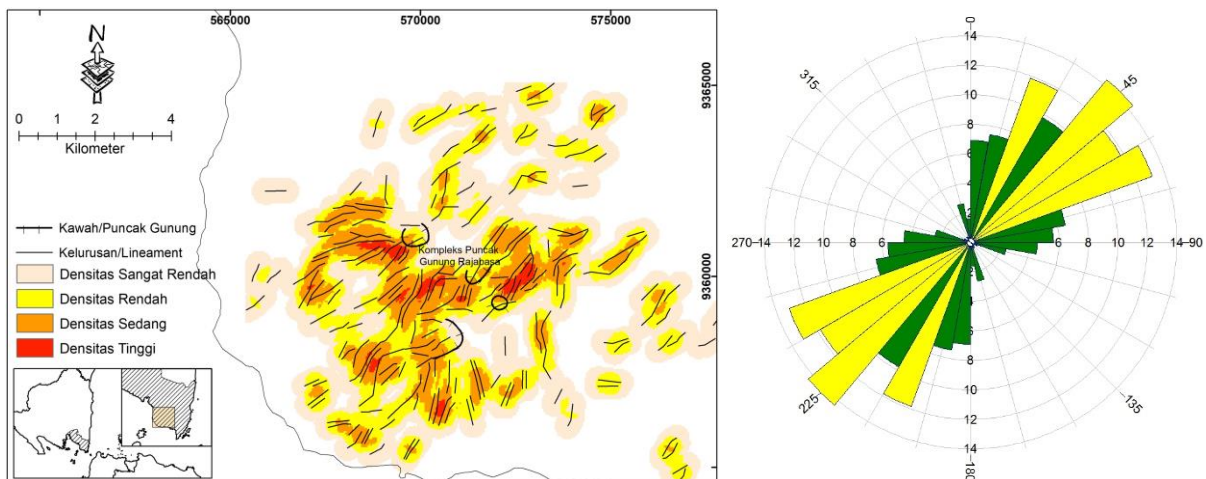 565000 570000 575000
N
0 2 4
Kilometer
Kawah/Puncak Gunung
Kelurusan/Lineament
Densitas Sangat Rendah
Densitas Rendah
Densitas Sedang
Densitas Tinggi
Kompleks Puncak
Gunung Rajabasa
9365000
9360000
0
14
12
10
8
6
4
2
315
45
270 14 12 10 8 6
6 8 10 12 14 90
4
6
8
10
12
14
225
135
180